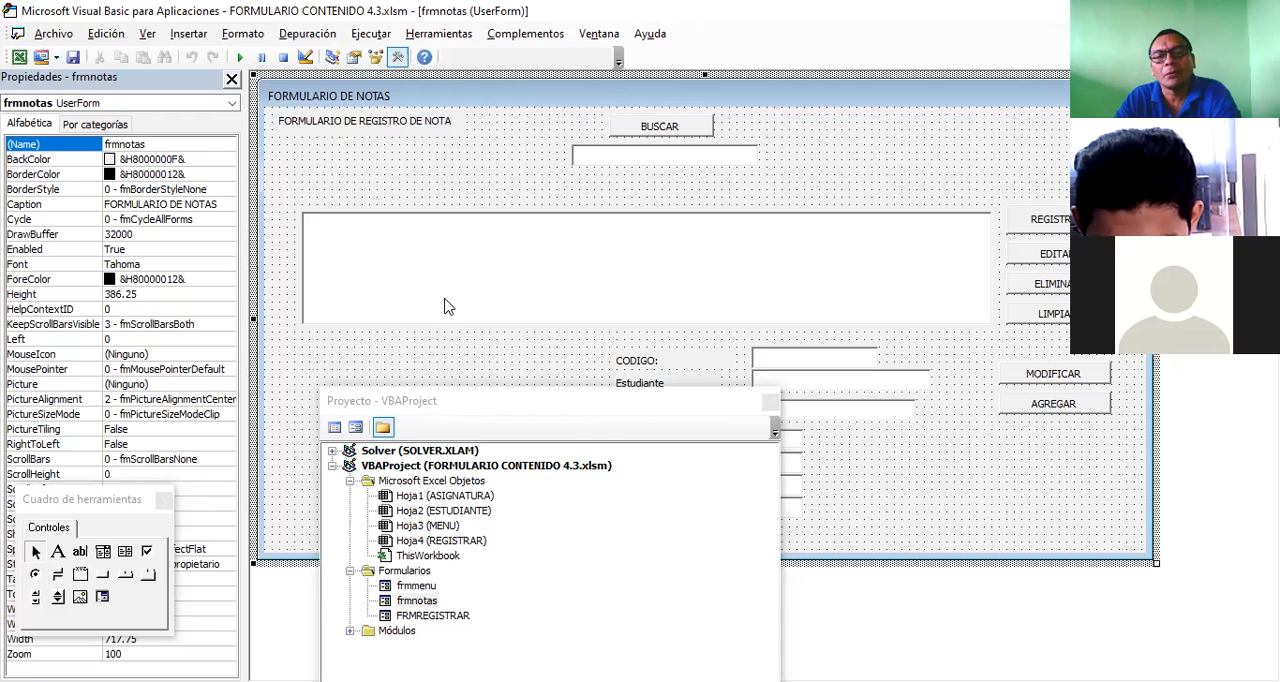 Microsoft Visual Basic para Aplicaciones - FORMULARIO CONTENIDO 4.3.xlsm - [frmnotas (UserForm)]
Archivo Edición Ver Insertar Formato Depuración Ejecutar Herramientas Complementos Ventana Ayuda
Propiedades - frmnotas
frmnotas UserForm
Alfabética Por categorías
(Name) frmnotas
BackColor &H8000000F&
BorderColor &H80000012&
BorderStyle 0 - fmBorderStyleNone
Caption FORMULARIO DE NOTAS
Cycle 0 - fmCycleAllForms
DrawBuffer 32000
Enabled True
Font Tahoma
ForeColor &H80000012&
Height 386.25
HelpContextID 0
KeepScrollBarsVisible 3 - fmScrollBarsBoth
Left 0
MouseIcon (Ninguno)
MousePointer 0 - fmMousePointerDefault
Picture (Ninguno)
PictureAlignment 2 - fmPictureAlignmentCenter
PictureSizeMode 0 - fmPictureSizeModeClip
PictureTiling False
RightToLeft False
ScrollBars 0 - fmScrollBarsNone
ScrollHeight 0
Cuadro de herramientas
Controles
Width 717.75
Zoom 100
FORMULARIO DE NOTAS
FORMULARIO DE REGISTRO DE NOTA
BUSCAR
REGISTR
EDITA
ELIMINA
LIMPIA
CODIGO:
Estudiante
MODIFICAR
AGREGAR
Proyecto - VBAProject
Solver (SOLVER.XLAM)
VBAProject (FORMULARIO CONTENIDO 4.3.xlsm)
Microsoft Excel Objetos
Hoja1 (ASIGNATURA)
Hoja2 (ESTUDIANTE)
Hoja3 (MENU)
Hoja4 (REGISTRAR)
ThisWorkbook
Formularios
frmmenu
frmnotas
FRMREGISTRAR
Módulos